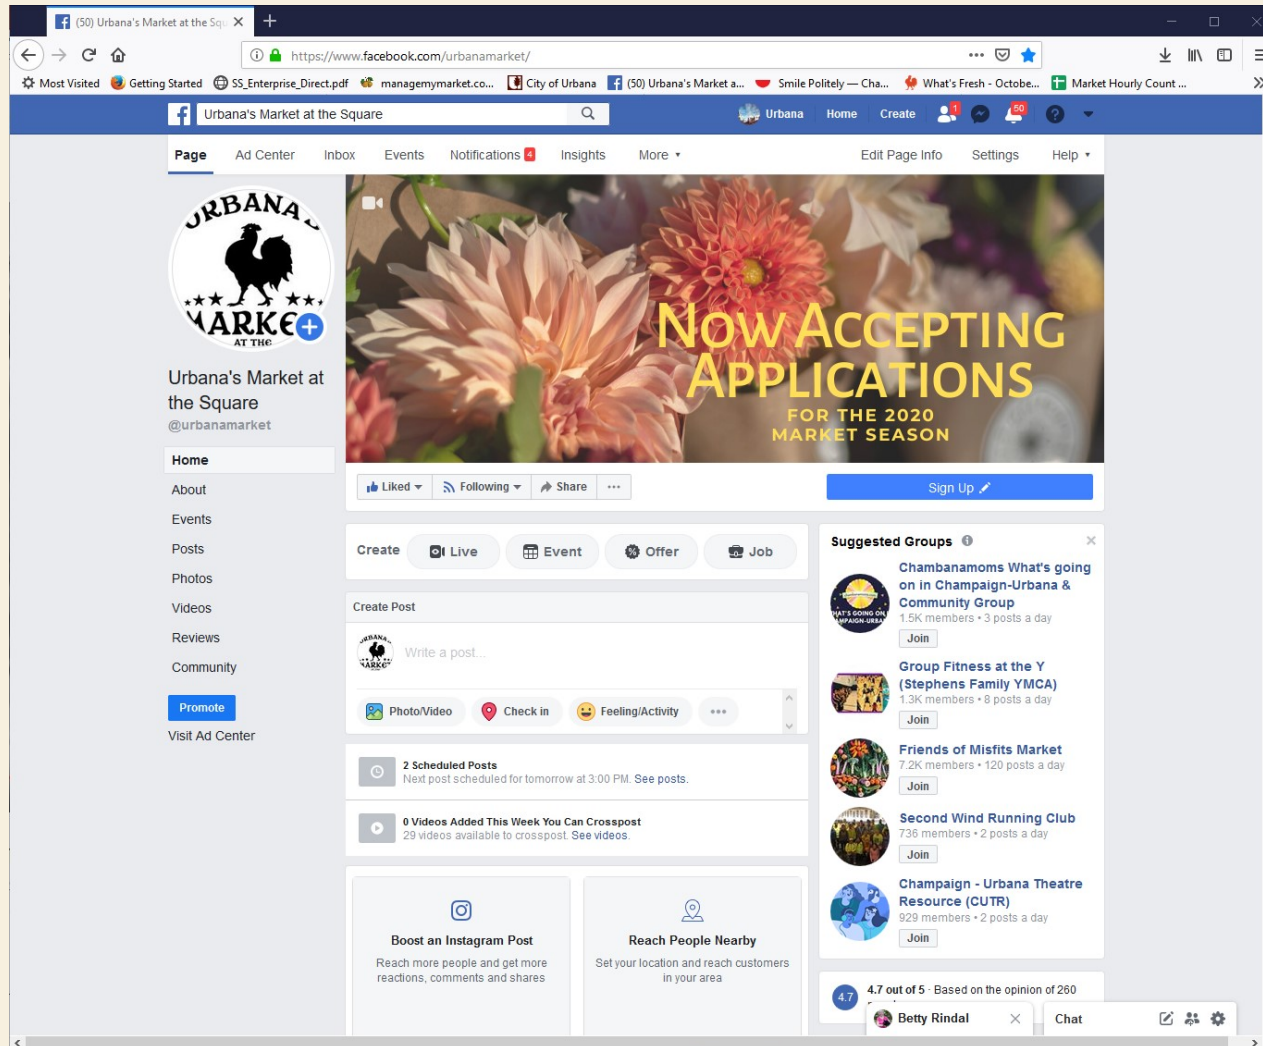 (50) Urbana's Market at the Squ
https://www.facebook.com/urbanamarket/
Most Visited Getting Started SS_Enterprise_Direct.pdf managemymarket.co... City of Urbana (50) Urbana's Market a... Smile Politely — Cha... What's Fresh - Octobe... Market Hourly Count ...
Urbana's Market at the Square
Urbana Home Create 1 50
Page Ad Center Inbox Events Notifications 4 Insights More Edit Page Info Settings Help
URBANA'S
MARKE
AT THE
NOW ACCEPTING
APPLICATIONS
FOR THE 2020
MARKET SEASON
Urbana's Market at
the Square
@urbanamarket
Home
About
Events
Posts
Photos
Videos
Reviews
Community
Promote
Visit Ad Center
Liked Following Share ...
Sign Up
Create Live Event Offer Job
Create Post
Write a post...
Photo/Video Check in Feeling/Activity ...
2 Scheduled Posts
Next post scheduled for tomorrow at 3:00 PM. See posts.
0 Videos Added This Week You Can Crosspost
29 videos available to crosspost. See videos.
Boost an Instagram Post
Reach more people and get more
reactions, comments and shares
Reach People Nearby
Set your location and reach customers
in your area
Suggested Groups
Chambanamoms What's going
on in Champaign-Urbana &
Community Group
1.5K members • 3 posts a day
Join
Group Fitness at the Y
(Stephens Family YMCA)
1.3K members • 8 posts a day
Join
Friends of Misfits Market
7.2K members • 120 posts a day
Join
Second Wind Running Club
736 members • 2 posts a day
Join
Champaign - Urbana Theatre
Resource (CUTR)
929 members • 2 posts a day
Join
4.7
4.7 out of 5 · Based on the opinion of 260
Betty Rindal
Chat